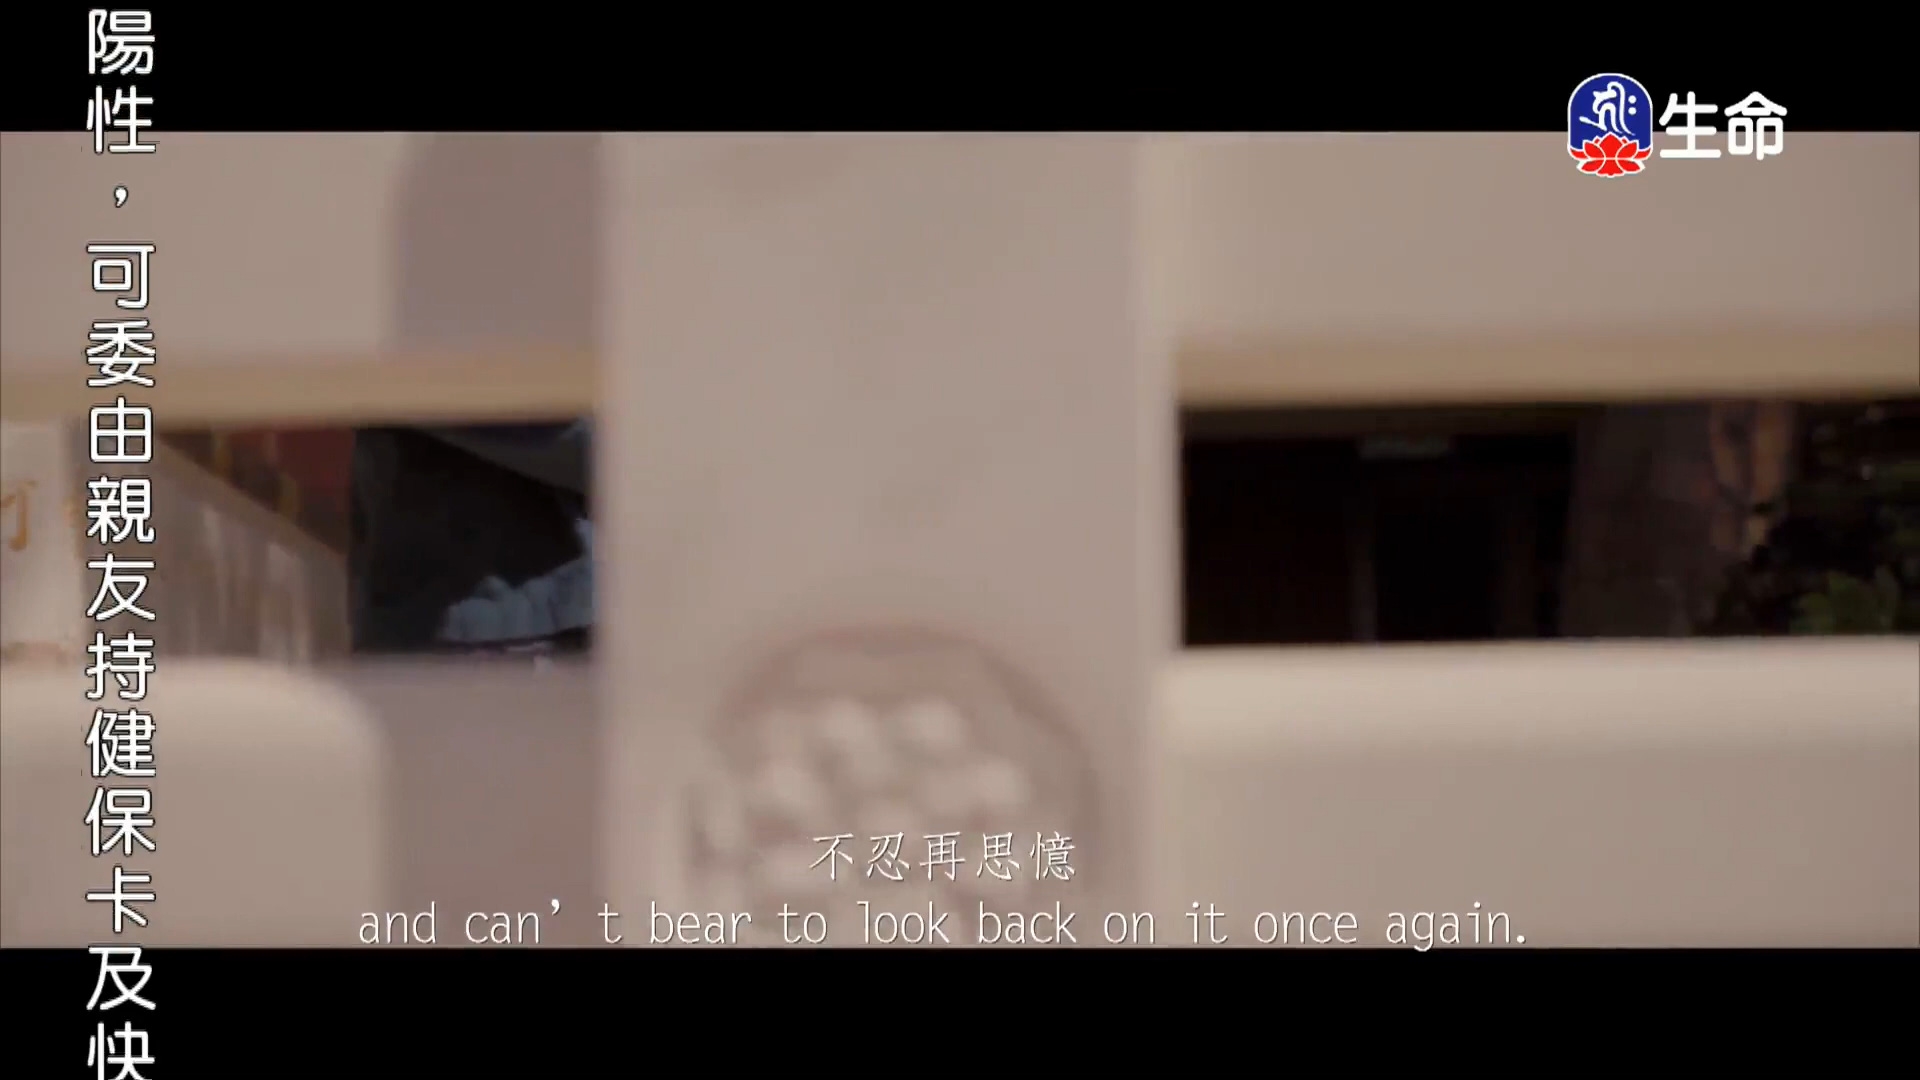 陽性，可委由親友持健保卡及快
生命
不忍再思憶
and can't bear to look back on it once again.